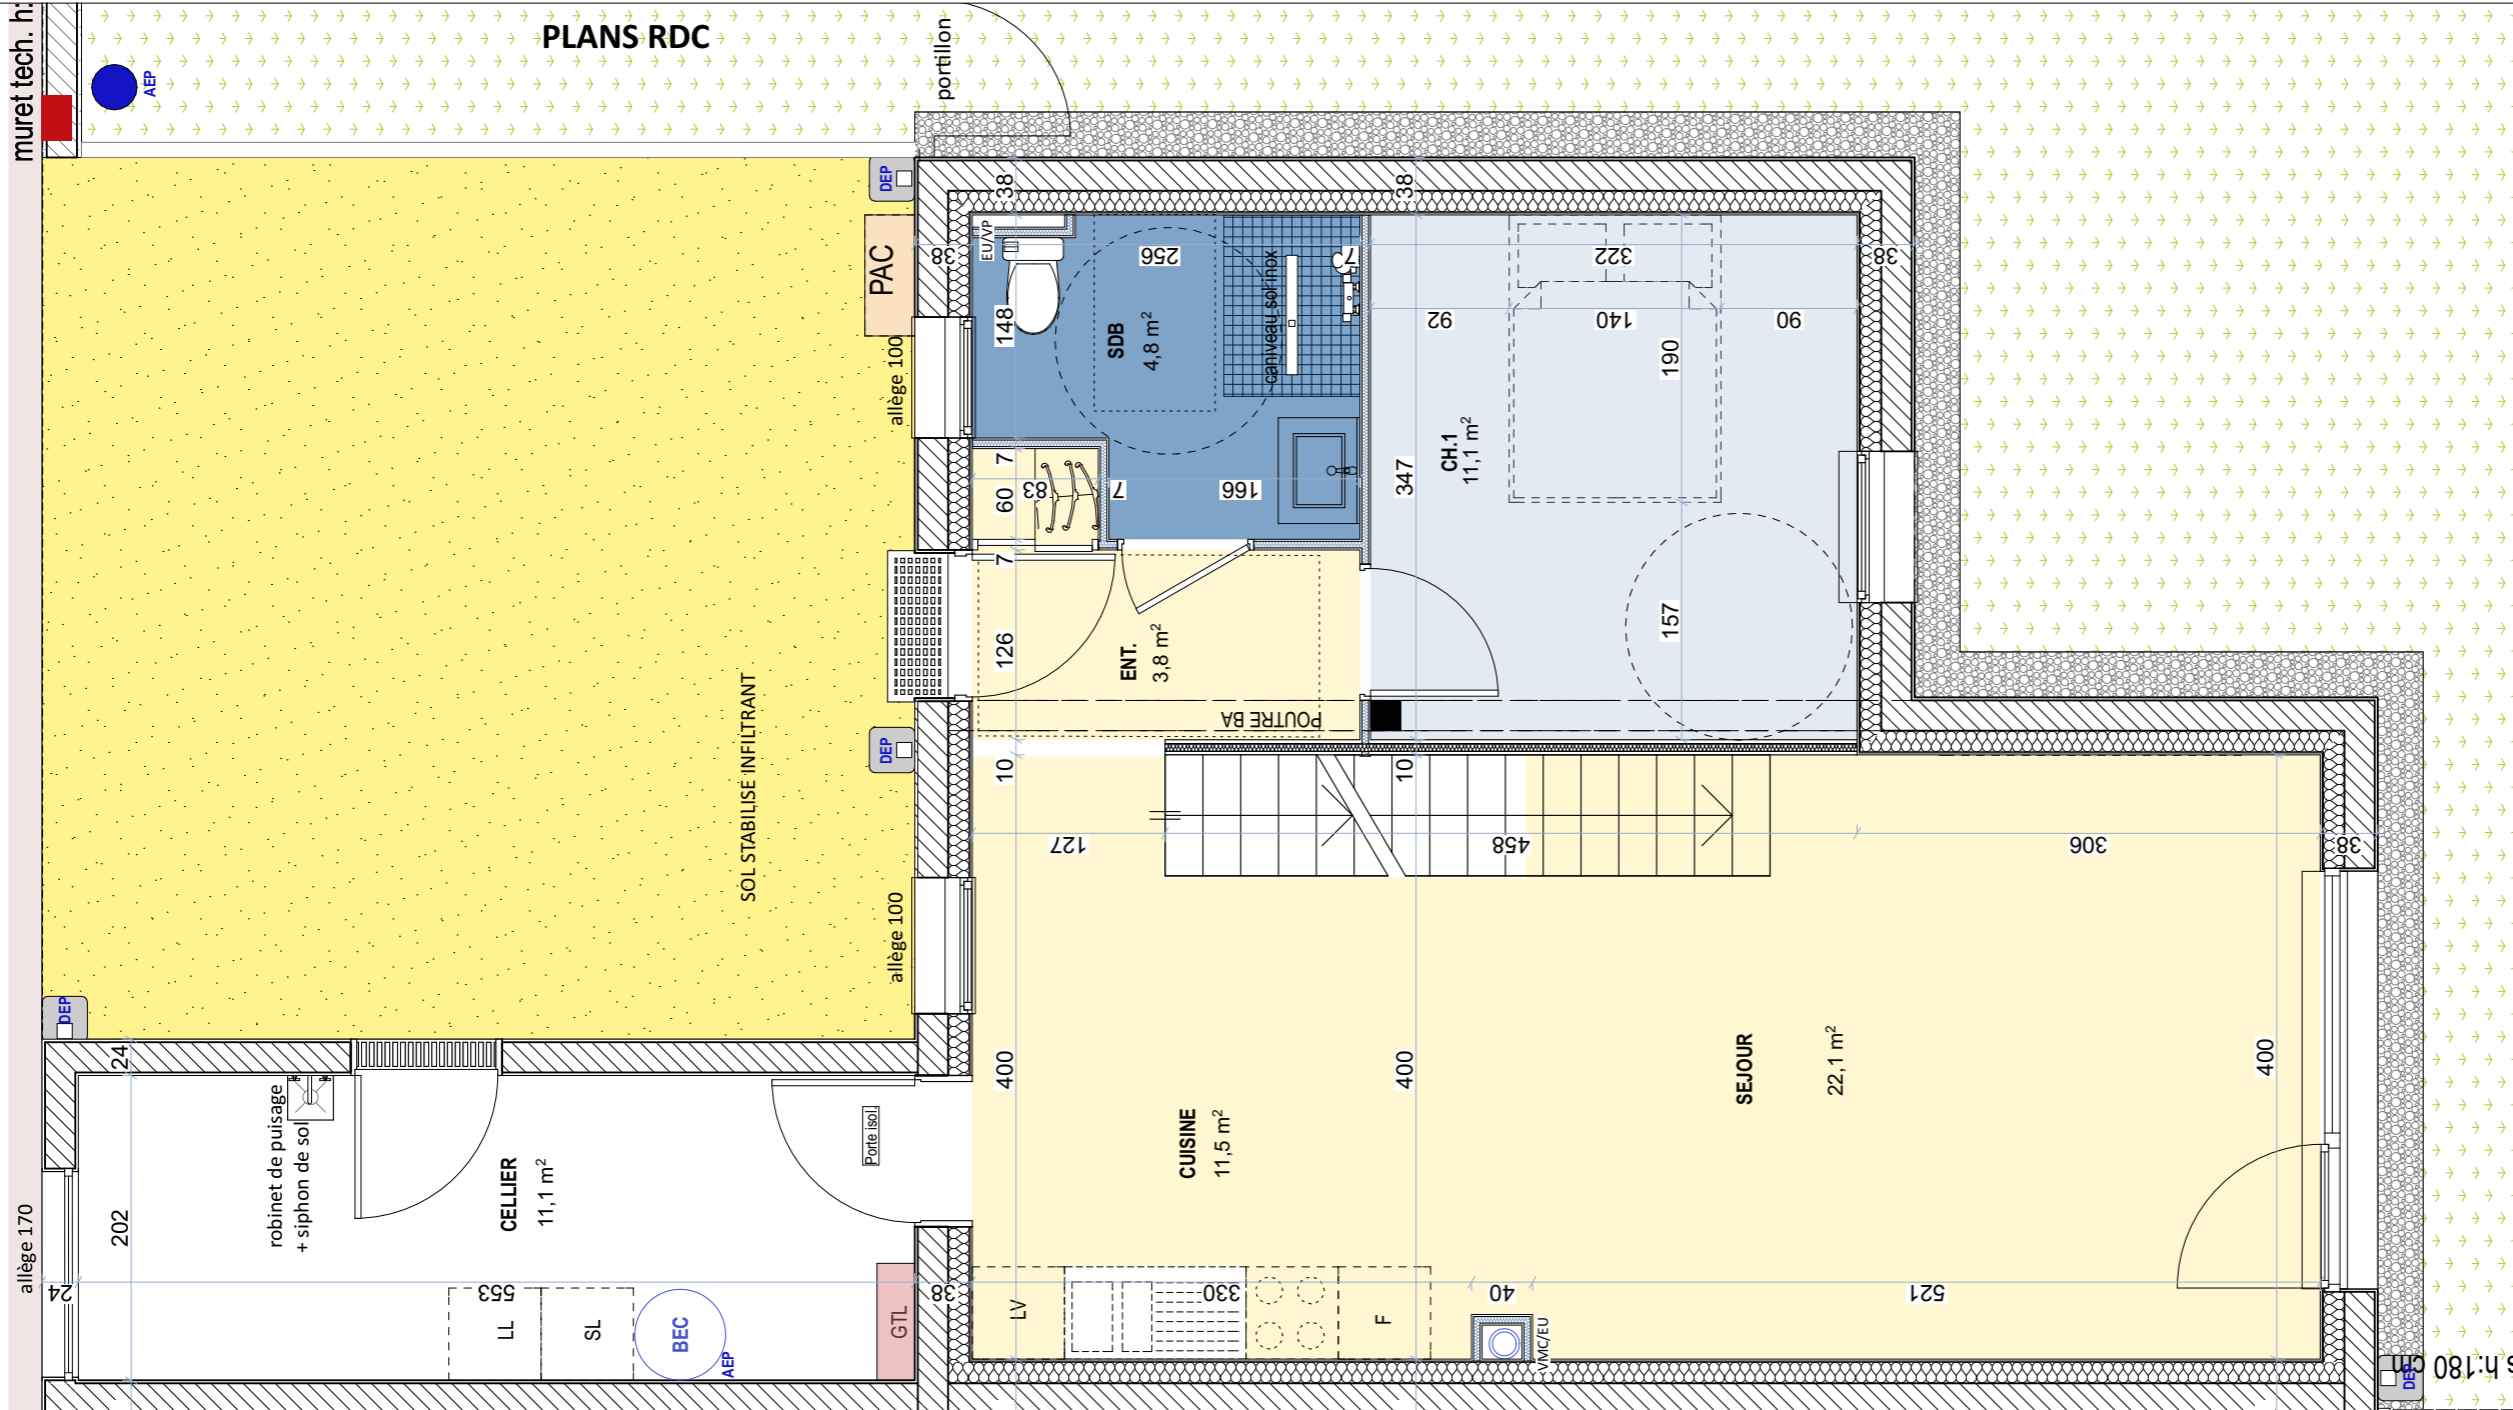 PLANS RDC
muret tech. h:
AEP
portillon
DEP
PAC
38
38
38
EU/VP
256
7
322
38
148
SDB
4,8 m²
caniveau sol inox
92
140
90
190
allège 100
CH.1
11,1 m²
347
7
60
83
7
166
7
126
ENT.
3,8 m²
157
POUTRE BA
SOL STABILISE INFILTRANT
DEP
10
10
127
458
306
38
allège 100
DEP
24
400
400
400
SEJOUR
22,1 m²
CUISINE
11,5 m²
Porte isol.
robinet de puisage
+ siphon de sol
CELLIER
11,1 m²
202
allège 170
24
553
38
330
40
521
LL
SL
BEC
AEP
GTL
LV
F
VMC/EU
DEP
h:180 cm